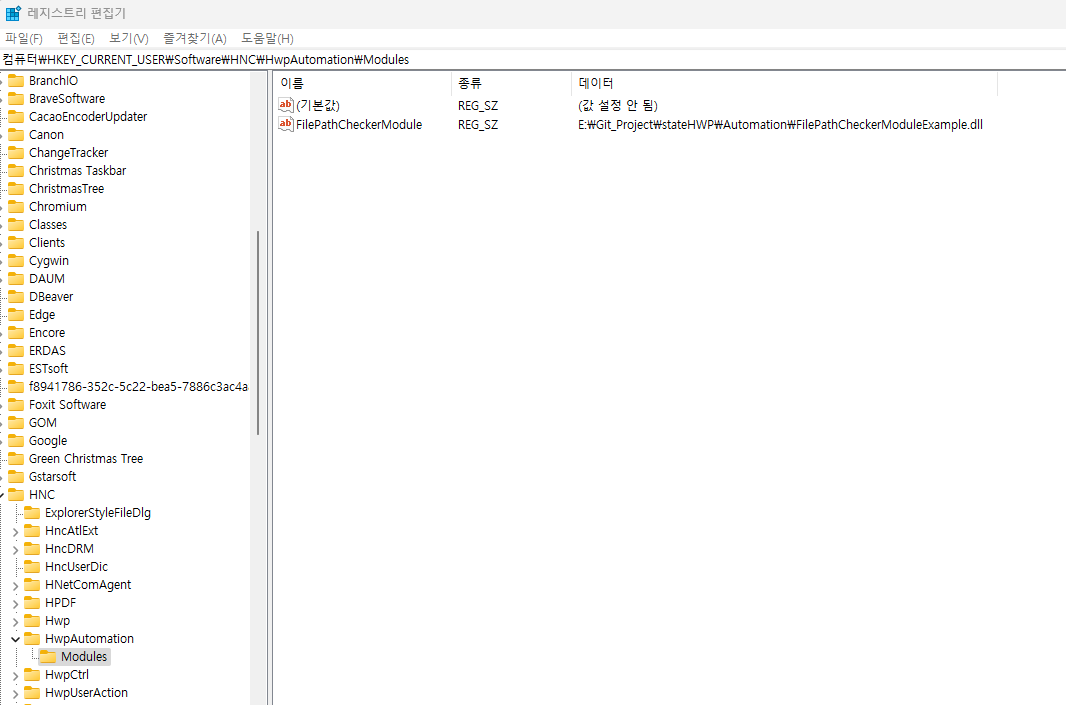 레지스트리 편집기
파일(F) 편집(E) 보기(V) 즐겨찾기(A) 도움말(H)
컴퓨터₩HKEY_CURRENT_USER₩Software₩HNC₩HwpAutomation₩Modules
BranchIO
BraveSoftware
CacaoEncoderUpdater
Canon
ChangeTracker
Christmas Taskbar
ChristmasTree
Chromium
Classes
Clients
Cygwin
DAUM
DBeaver
Edge
Encore
ERDAS
ESTsoft
f8941786-352c-5c22-bea5-7886c3ac4a
Foxit Software
GOM
Google
Green Christmas Tree
Gstarsoft
HNC
ExplorerStyleFileDlg
HncAtlExt
HncDRM
HncUserDic
HNetComAgent
HPDF
Hwp
HwpAutomation
Modules
HwpCtrl
HwpUserAction
이름 종류 데이터
ab (기본값) REG_SZ (값 설정 안 됨)
ab FilePathCheckerModule REG_SZ E:₩Git_Project₩stateHWP₩Automation₩FilePathCheckerModuleExample.dll